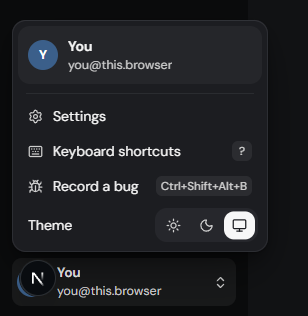 Y
You
you@this.browser
Settings
Keyboard shortcuts ?
Record a bug Ctrl+Shift+Alt+B
Theme
N
You
you@this.browser